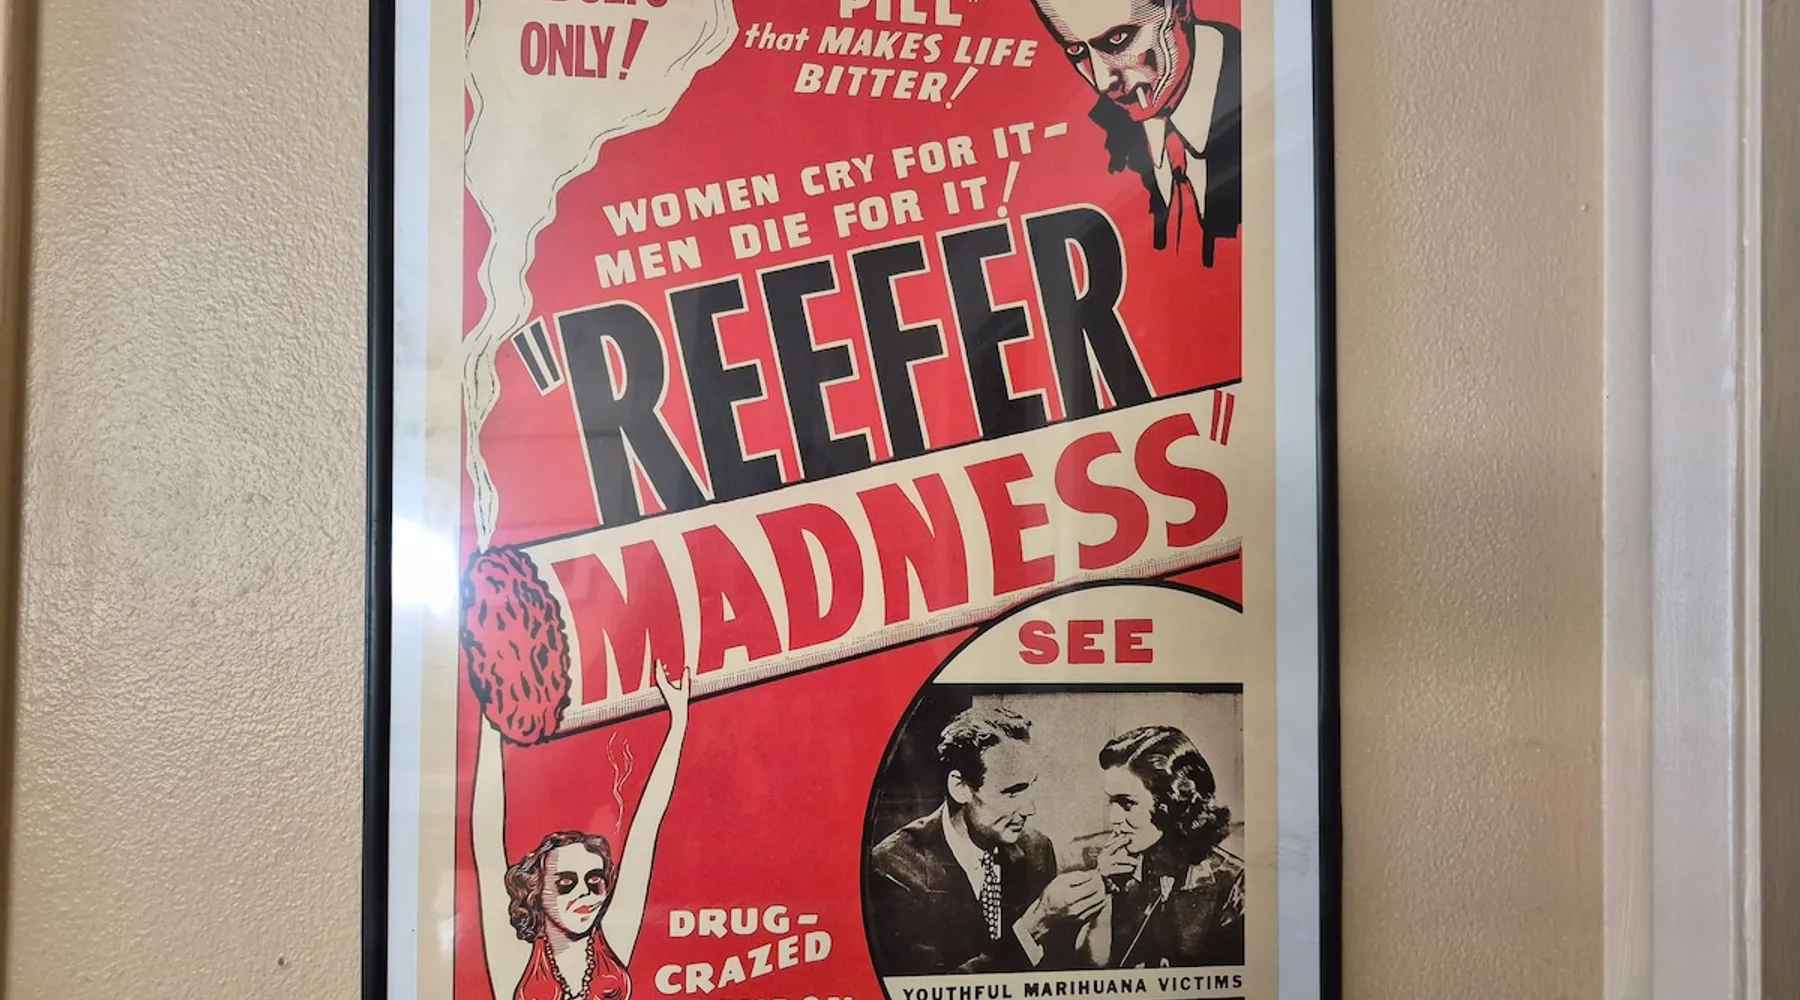 ONLY!
PILL"
that MAKES LIFE
BITTER!
WOMEN CRY FOR IT-
MEN DIE FOR IT!
"REEFER
MADNESS"
SEE
DRUG-
CRAZED
YOUTHFUL MARIHUANA VICTIMS